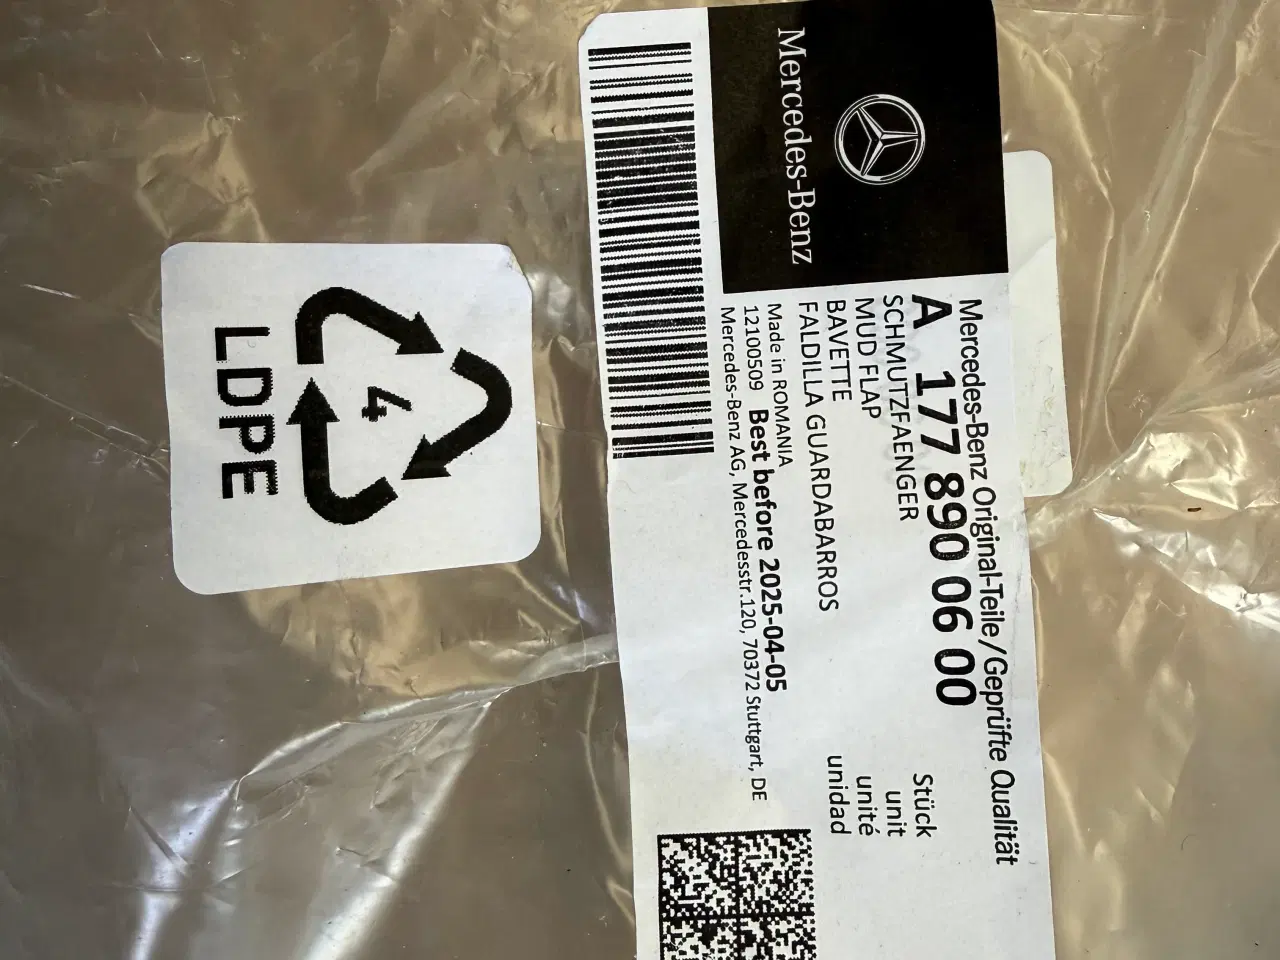 Mercedes-Benz
Mercedes-Benz Original-Teile/Geprüfte Qualität
A 177 890 06 00
SCHMUTZFAENGER
MUD FLAP
BAVETTE
FALDILLA GUARDABARROS
Stück
unit
unité
unidad
Made in ROMANIA
12100509 Best before 2025-04-05
Mercedes-Benz AG, Mercedesstr.120, 70372 Stuttgart, DE
4
LDPE